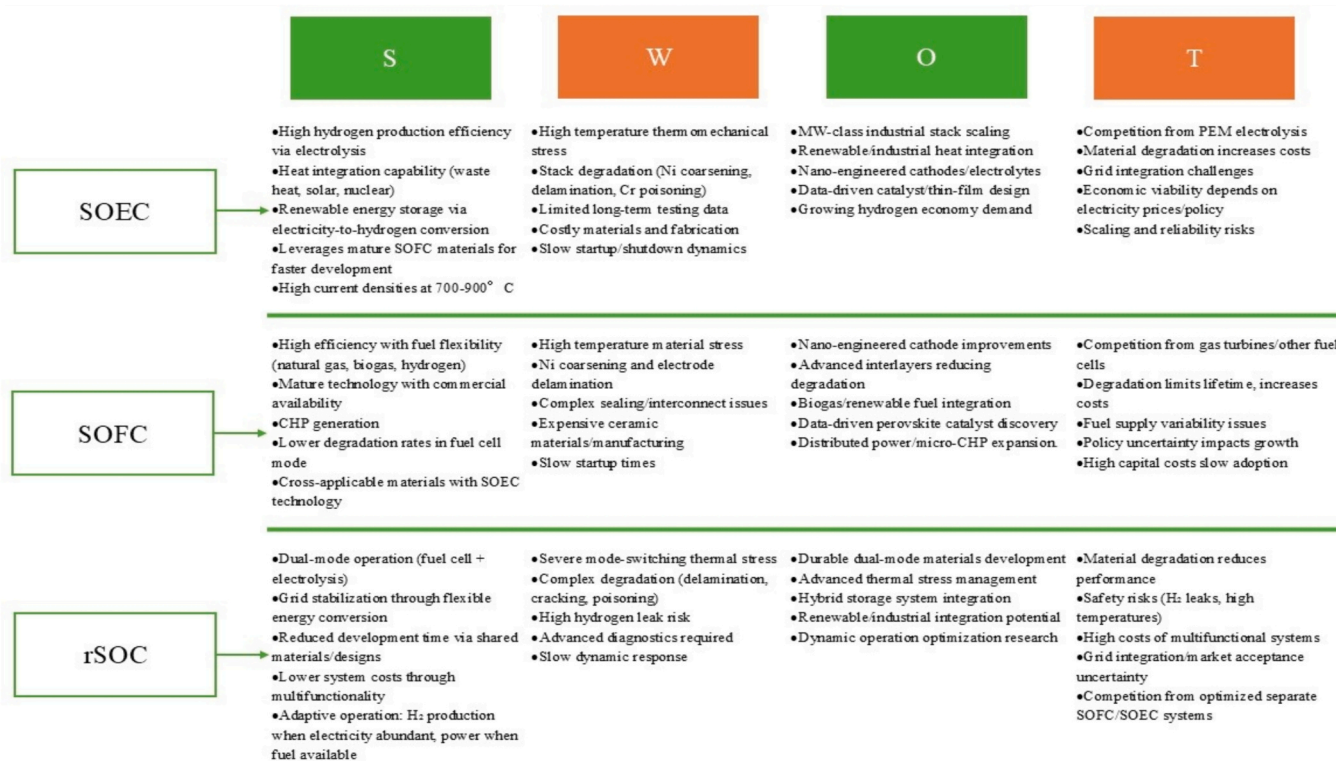 S
W
O
T
SOEC
●High hydrogen production efficiency
via electrolysis
●Heat integration capability (waste
heat, solar, nuclear)
●Renewable energy storage via
electricity-to-hydrogen conversion
●Leverages mature SOFC materials for
faster development
●High current densities at 700-900° C
●High temperature thermomechanical
stress
●Stack degradation (Ni coarsening,
delamination, Cr poisoning)
●Limited long-term testing data
●Costly materials and fabrication
●Slow startup/shutdown dynamics
●MW-class industrial stack scaling
●Renewable/industrial heat integration
●Nano-engineered cathodes/electrolytes
●Data-driven catalyst/thin-film design
●Growing hydrogen economy demand
●Competition from PEM electrolysis
●Material degradation increases costs
●Grid integration challenges
●Economic viability depends on
electricity prices/policy
●Scaling and reliability risks
SOFC
●High efficiency with fuel flexibility
(natural gas, biogas, hydrogen)
●Mature technology with commercial
availability
●CHP generation
●Lower degradation rates in fuel cell
mode
●Cross-applicable materials with SOEC
technology
●High temperature material stress
●Ni coarsening and electrode
delamination
●Complex sealing/interconnect issues
●Expensive ceramic
materials/manufacturing
●Slow startup times
●Nano-engineered cathode improvements
●Advanced interlayers reducing
degradation
●Biogas/renewable fuel integration
●Data-driven perovskite catalyst discovery
●Distributed power/micro-CHP expansion.
●Competition from gas turbines/other fuel
cells
●Degradation limits lifetime, increases
costs
●Fuel supply variability issues
●Policy uncertainty impacts growth
●High capital costs slow adoption
rSOC
●Dual-mode operation (fuel cell +
electrolysis)
●Grid stabilization through flexible
energy conversion
●Reduced development time via shared
materials/designs
●Lower system costs through
multifunctionality
●Adaptive operation: H₂ production
when electricity abundant, power when
fuel available
●Severe mode-switching thermal stress
●Complex degradation (delamination,
cracking, poisoning)
●High hydrogen leak risk
●Advanced diagnostics required
●Slow dynamic response
●Durable dual-mode materials development
●Advanced thermal stress management
●Hybrid storage system integration
●Renewable/industrial integration potential
●Dynamic operation optimization research
●Material degradation reduces
performance
●Safety risks (H₂ leaks, high
temperatures)
●High costs of multifunctional systems
●Grid integration/market acceptance
uncertainty
●Competition from optimized separate
SOFC/SOEC systems